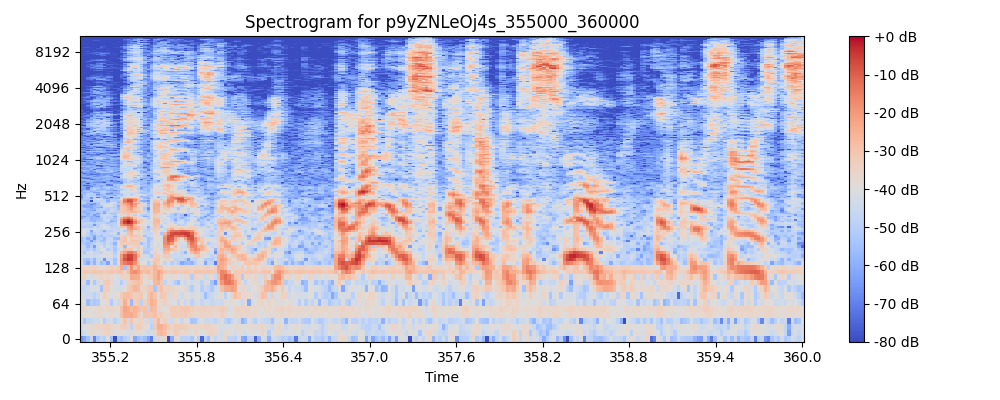 Spectrogram for p9yZNLeOj4s_355000_360000
8192
4096
2048
1024
512
256
128
64
0
Hz
355.2 355.8 356.4 357.0 357.6 358.2 358.8 359.4 360.0
Time
+0 dB
-10 dB
-20 dB
-30 dB
-40 dB
-50 dB
-60 dB
-70 dB
-80 dB